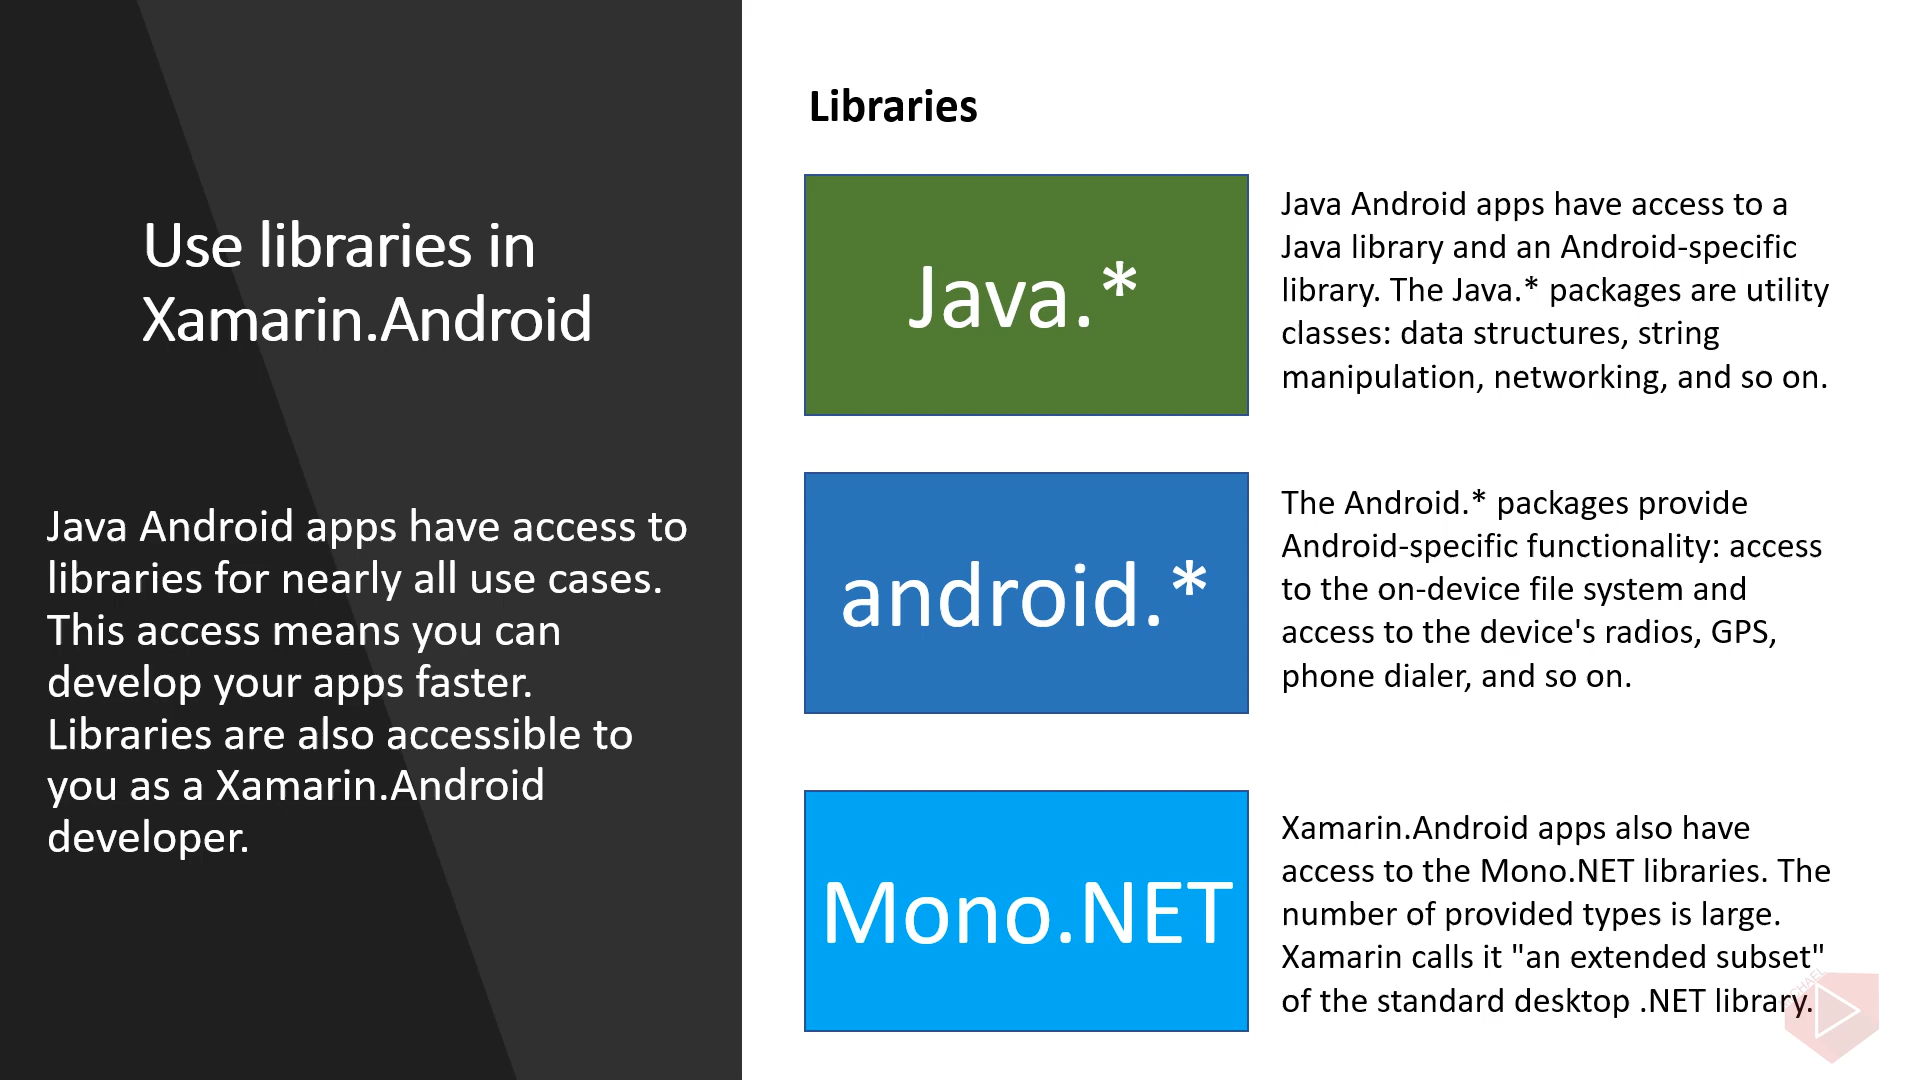 Use libraries in
Xamarin.Android
Java Android apps have access to
libraries for nearly all use cases.
This access means you can
develop your apps faster.
Libraries are also accessible to
you as a Xamarin.Android
developer.
Libraries
Java.*
Java Android apps have access to a
Java library and an Android-specific
library. The Java.* packages are utility
classes: data structures, string
manipulation, networking, and so on.
android.*
The Android.* packages provide
Android-specific functionality: access
to the on-device file system and
access to the device's radios, GPS,
phone dialer, and so on.
Mono.NET
Xamarin.Android apps also have
access to the Mono.NET libraries. The
number of provided types is large.
Xamarin calls it "an extended subset"
of the standard desktop .NET library.